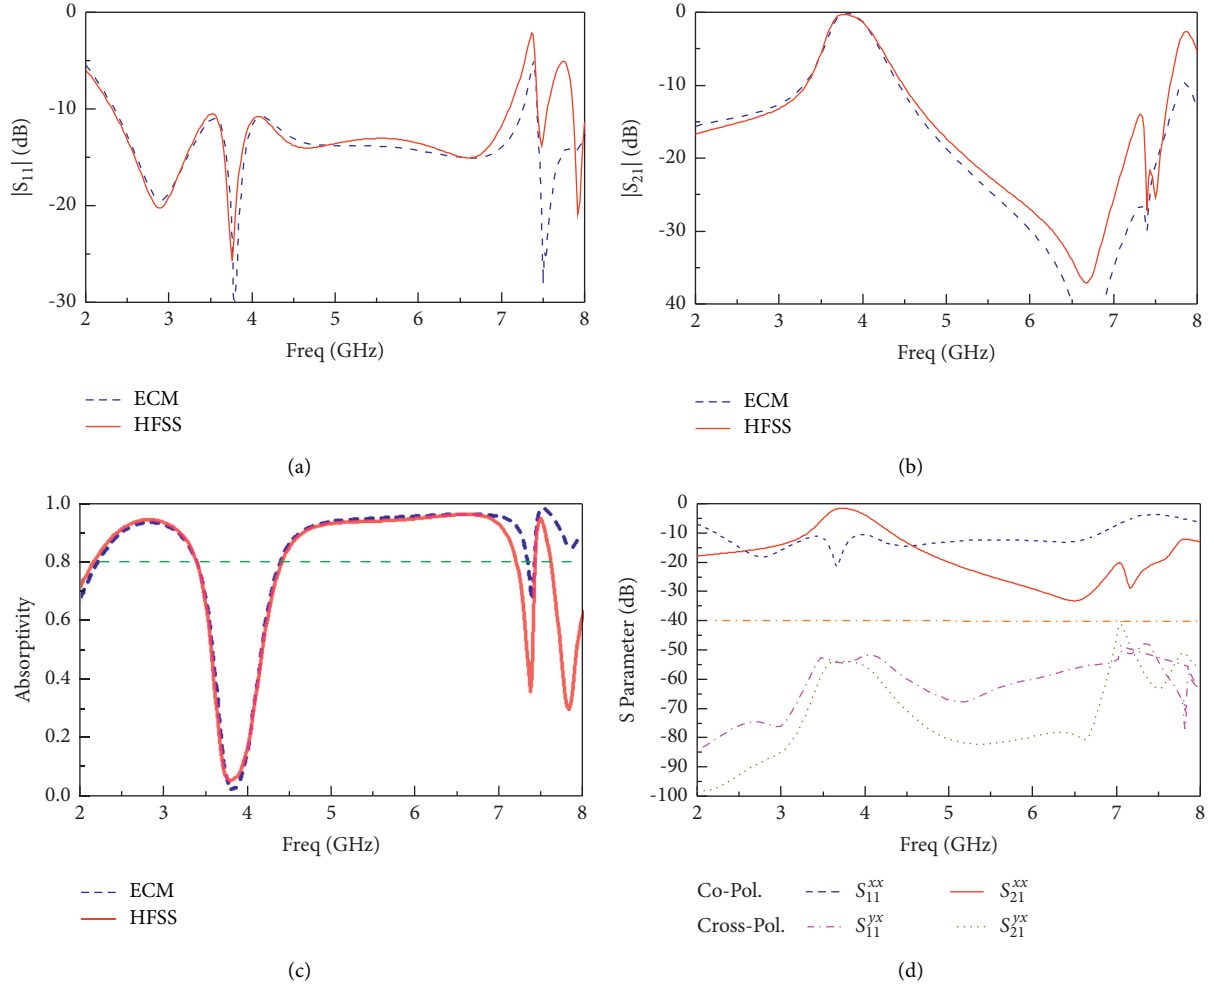 0
-10
-20
-30
|S11| (dB)
2 3 4 5 6 7 8
Freq (GHz)
ECM
HFSS
(a)
0
-10
-20
-30
40
|S21| (dB)
2 3 4 5 6 7 8
Freq (GHz)
ECM
HFSS
(b)
1.0
0.8
0.6
0.4
0.2
0.0
Absorptivity
2 3 4 5 6 7 8
Freq (GHz)
ECM
HFSS
(c)
0
-10
-20
-30
-40
-50
-60
-70
-80
-90
-100
S Parameter (dB)
2 3 4 5 6 7 8
Freq (GHz)
Co-Pol. S11xx S21xx
Cross-Pol. S11yx S21yx
(d)